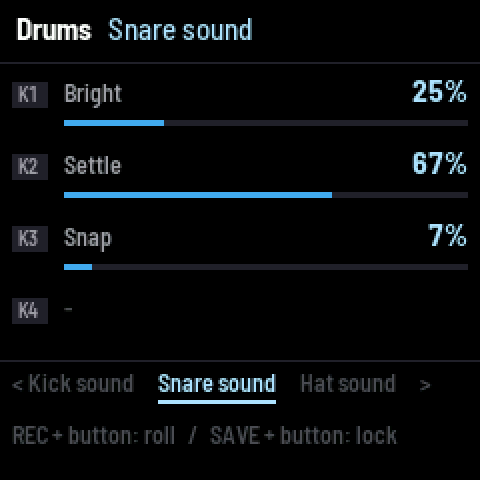 Drums Snare sound
K1 Bright 25%
K2 Settle 67%
K3 Snap 7%
K4 -
< Kick sound Snare sound Hat sound >
REC + button: roll / SAVE + button: lock